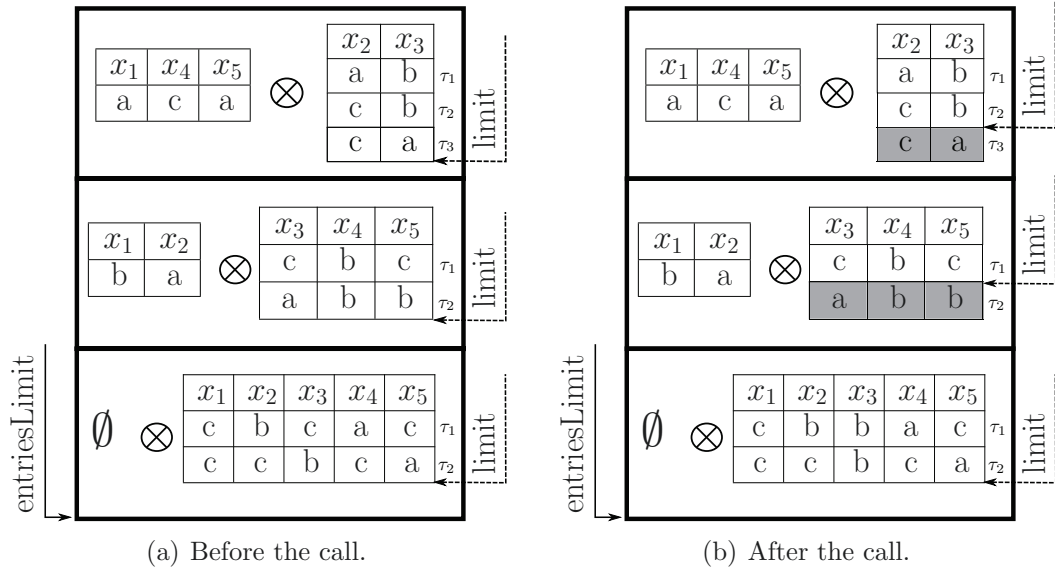 x₂ x₃
x₁ x₄ x₅
a b τ₁
a c a ⊗
c b τ₂
c a τ₃
limit
x₁ x₂
x₃ x₄ x₅
b a ⊗
c b c τ₁
a b b τ₂
limit
∅ ⊗
x₁ x₂ x₃ x₄ x₅
c b c a c τ₁
c c b c a τ₂
limit
entriesLimit
(a) Before the call.
x₂ x₃
x₁ x₄ x₅
a b τ₁
a c a ⊗
c b τ₂
c a τ₃
limit
x₁ x₂
x₃ x₄ x₅
b a ⊗
c b c τ₁
a b b τ₂
limit
∅ ⊗
x₁ x₂ x₃ x₄ x₅
c b b a c τ₁
c c b c a τ₂
limit
entriesLimit
(b) After the call.